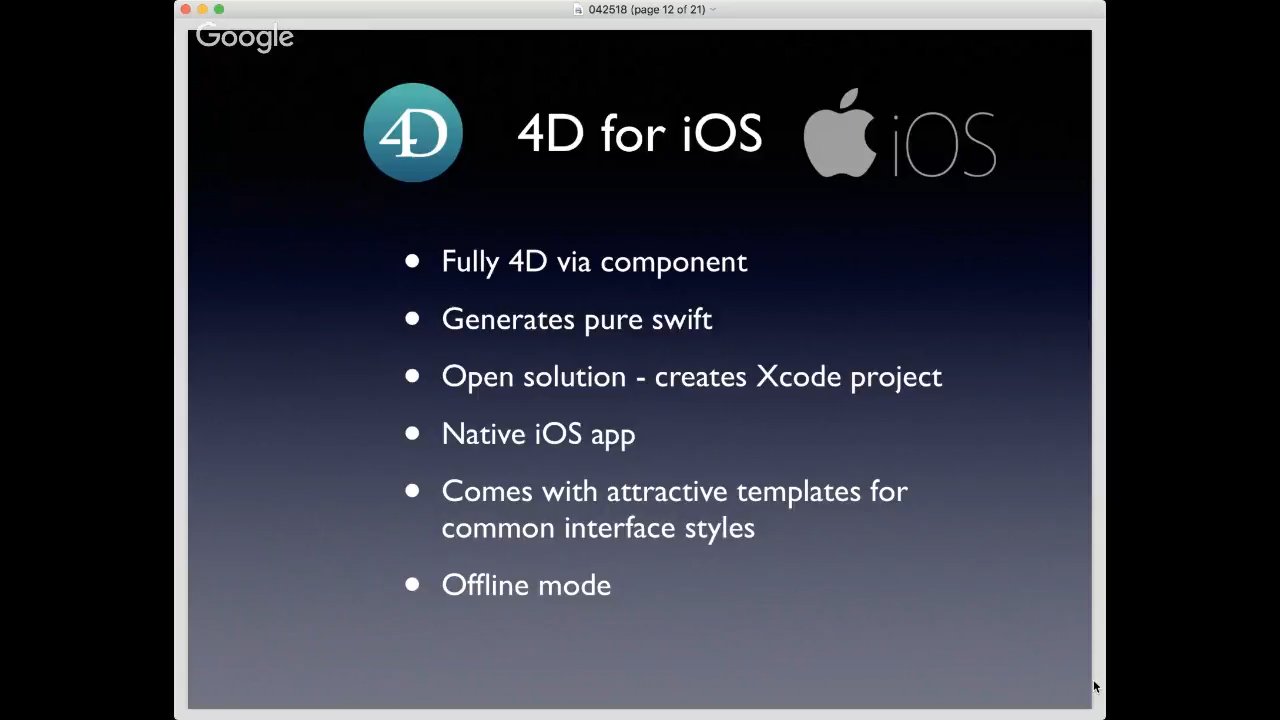 042518 (page 12 of 21)
Google
4D
4D for iOS
iOS
• Fully 4D via component
• Generates pure swift
• Open solution - creates Xcode project
• Native iOS app
• Comes with attractive templates for
common interface styles
• Offline mode